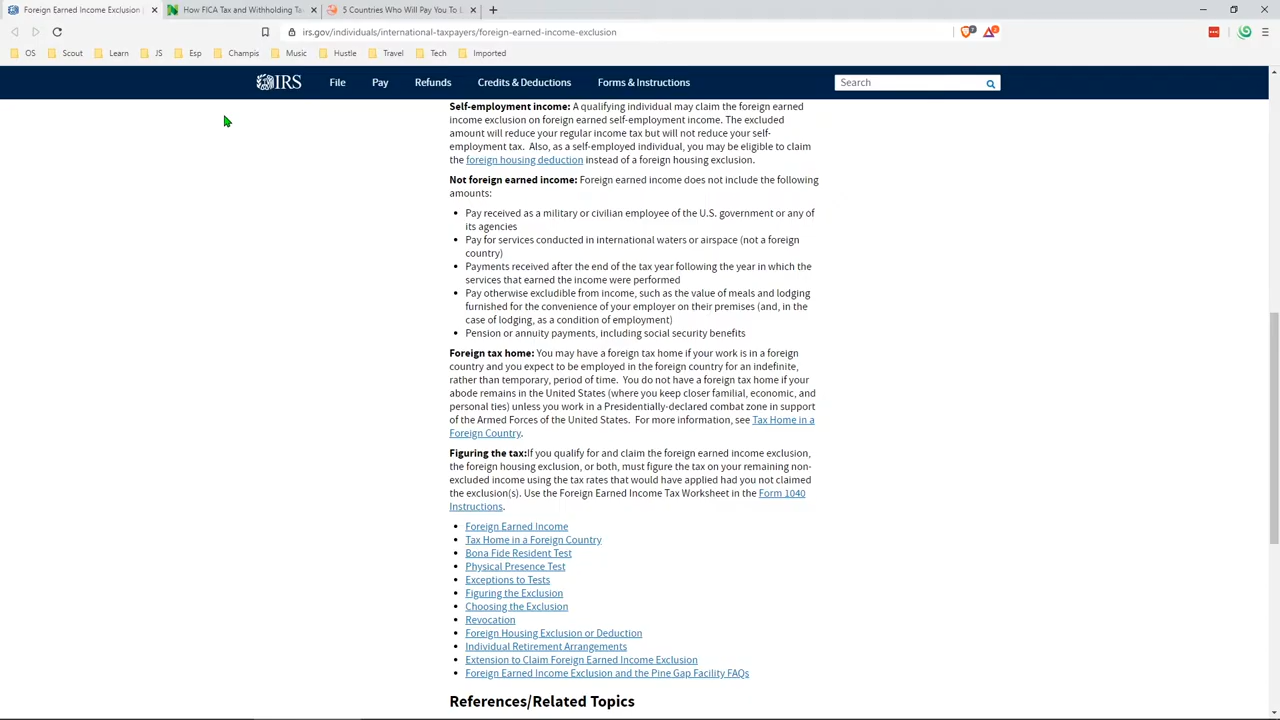 Foreign Earned Income Exclusion
How FICA Tax and Withholding Ta
5 Countries Who Will Pay You To L
irs.gov/individuals/international-taxpayers/foreign-earned-income-exclusion
OS Scout Learn JS Esp Champs Music Hustle Travel Tech Imported
IRS File Pay Refunds Credits & Deductions Forms & Instructions Search
Self-employment income: A qualifying individual may claim the foreign earned
income exclusion on foreign earned self-employment income. The excluded
amount will reduce your regular income tax but will not reduce your self-
employment tax. Also, as a self-employed individual, you may be eligible to claim
the foreign housing deduction instead of a foreign housing exclusion.
Not foreign earned income: Foreign earned income does not include the following
amounts:
• Pay received as a military or civilian employee of the U.S. government or any of
its agencies
• Pay for services conducted in international waters or airspace (not a foreign
country)
• Payments received after the end of the tax year following the year in which the
services that earned the income were performed
• Pay otherwise excludible from income, such as the value of meals and lodging
furnished for the convenience of your employer on their premises (and, in the
case of lodging, as a condition of employment)
• Pension or annuity payments, including social security benefits
Foreign tax home: You may have a foreign tax home if your work is in a foreign
country and you expect to be employed in the foreign country for an indefinite,
rather than temporary, period of time. You do not have a foreign tax home if your
abode remains in the United States (where you keep closer familial, economic, and
personal ties) unless you work in a Presidentially-declared combat zone in support
of the Armed Forces of the United States. For more information, see Tax Home in a
Foreign Country.
Figuring the tax:If you qualify for and claim the foreign earned income exclusion,
the foreign housing exclusion, or both, must figure the tax on your remaining non-
excluded income using the tax rates that would have applied had you not claimed
the exclusion(s). Use the Foreign Earned Income Tax Worksheet in the Form 1040
Instructions.
• Foreign Earned Income
• Tax Home in a Foreign Country
• Bona Fide Resident Test
• Physical Presence Test
• Exceptions to Tests
• Figuring the Exclusion
• Choosing the Exclusion
• Revocation
• Foreign Housing Exclusion or Deduction
• Individual Retirement Arrangements
• Extension to Claim Foreign Earned Income Exclusion
• Foreign Earned Income Exclusion and the Pine Gap Facility FAQs
References/Related Topics